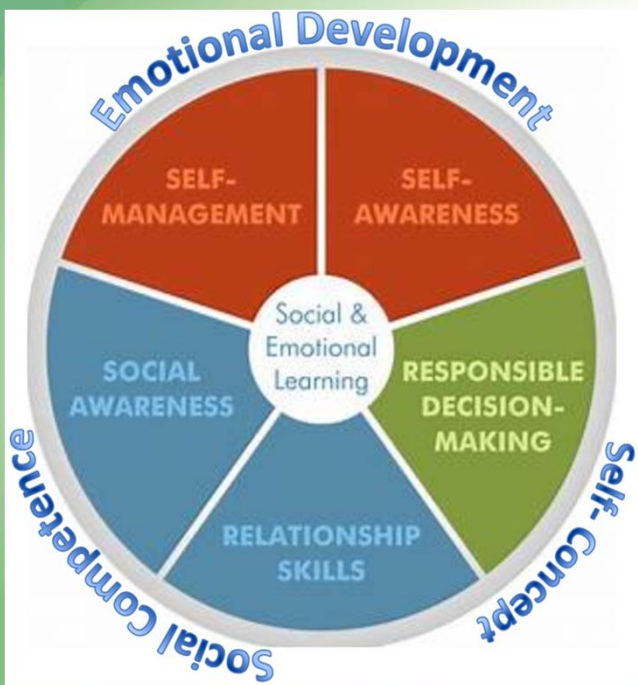 Emotional Development
SELF-
MANAGEMENT
SELF-
AWARENESS
Social &
Emotional
Learning
SOCIAL
AWARENESS
RESPONSIBLE
DECISION-
MAKING
RELATIONSHIP
SKILLS
Social Competence
Self- Concept